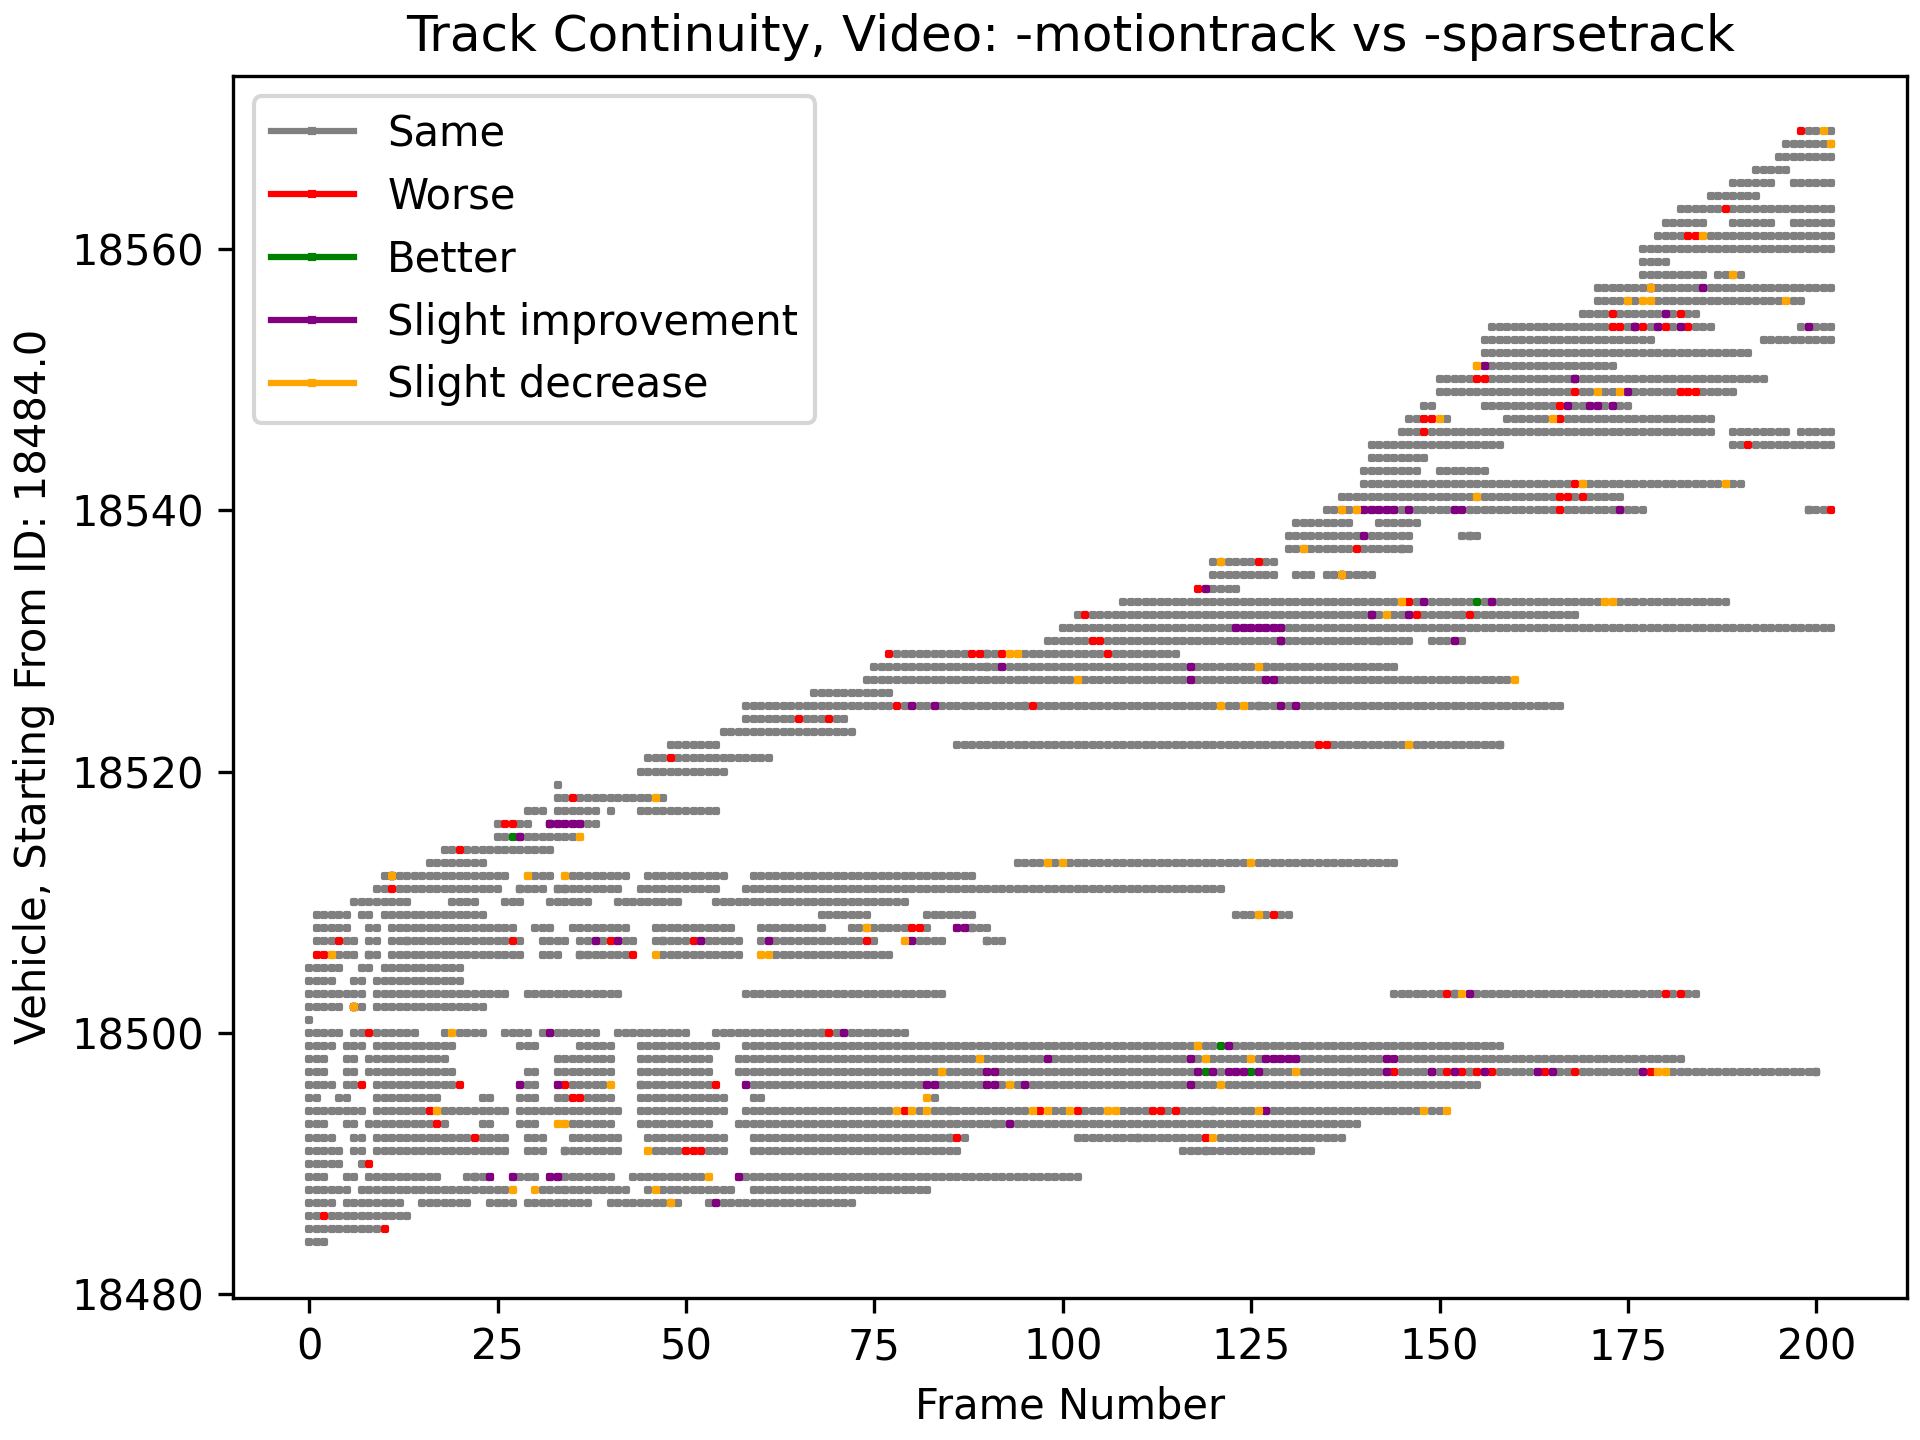 Track Continuity, Video: -motiontrack vs -sparsetrack
Same
Worse
Better
Slight improvement
Slight decrease
Vehicle, Starting From ID: 18484.0
18560
18540
18520
18500
18480
0 25 50 75 100 125 150 175 200
Frame Number